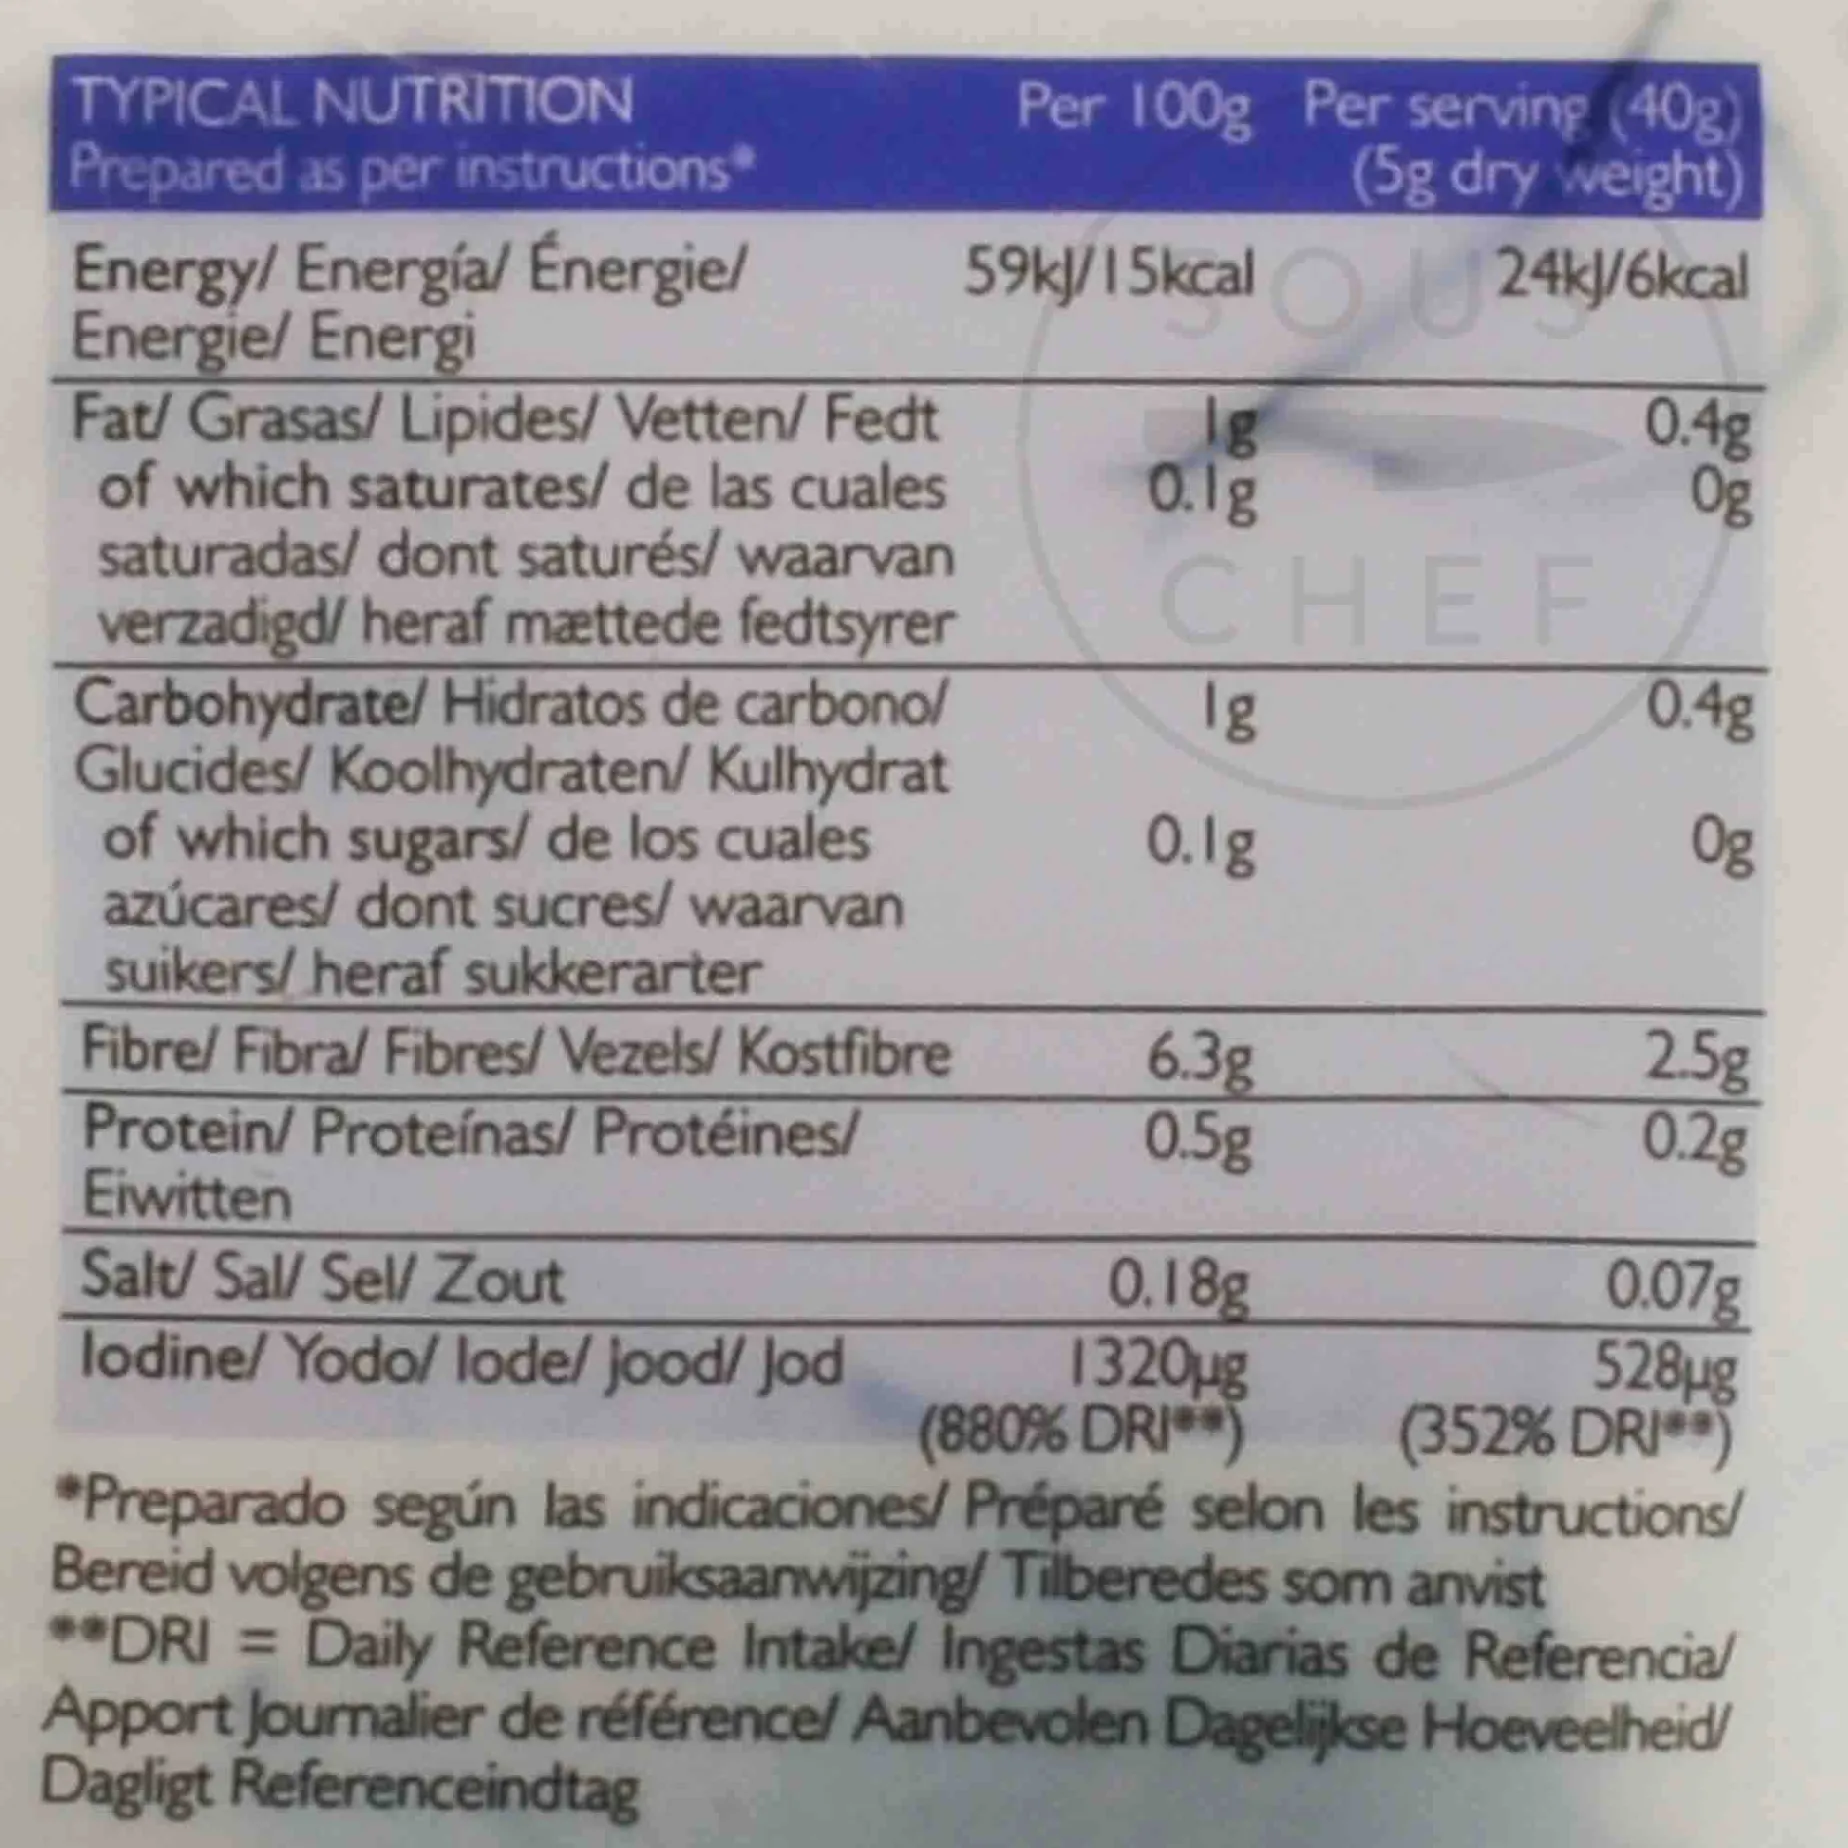 TYPICAL NUTRITION Per 100g Per serving (40g)
Prepared as per instructions* (5g dry weight)
Energy/ Energía/ Énergie/ 59kJ/15kcal 24kJ/6kcal
Energie/ Energi
Fat/ Grasas/ Lipides/ Vetten/ Fedt 1g 0.4g
of which saturates/ de las cuales 0.1g 0g
saturadas/ dont saturés/ waarvan
verzadigd/ heraf mættede fedtsyrer
Carbohydrate/ Hidratos de carbono/ 1g 0.4g
Glucides/ Koolhydraten/ Kulhydrat
of which sugars/ de los cuales 0.1g 0g
azúcares/ dont sucres/ waarvan
suikers/ heraf sukkerarter
Fibre/ Fibra/ Fibres/ Vezels/ Kostfibre 6.3g 2.5g
Protein/ Proteínas/ Protéines/ 0.5g 0.2g
Eiwitten
Salt/ Sal/ Sel/ Zout 0.18g 0.07g
Iodine/ Yodo/ Iode/ Jood/ Jod 1320µg 528µg
(880% DRI**) (352% DRI**)
*Preparado según las indicaciones/ Préparé selon les instructions/
Bereid volgens de gebruiksaanwijzing/ Tilberedes som anvist
**DRI = Daily Reference Intake/ Ingestas Diarias de Referencia/
Apport Journalier de référence/ Aanbevolen Dagelijkse Hoeveelheid/
Dagligt Referenceindtag
SOUS
CHEF